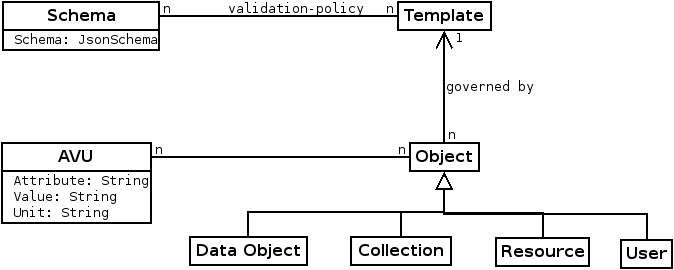 Schema
n
validation-policy
n
Template
Schema: JsonSchema
1
governed by
n
AVU
n
n
Object
Attribute: String
Value: String
Unit: String
Data Object
Collection
Resource
User